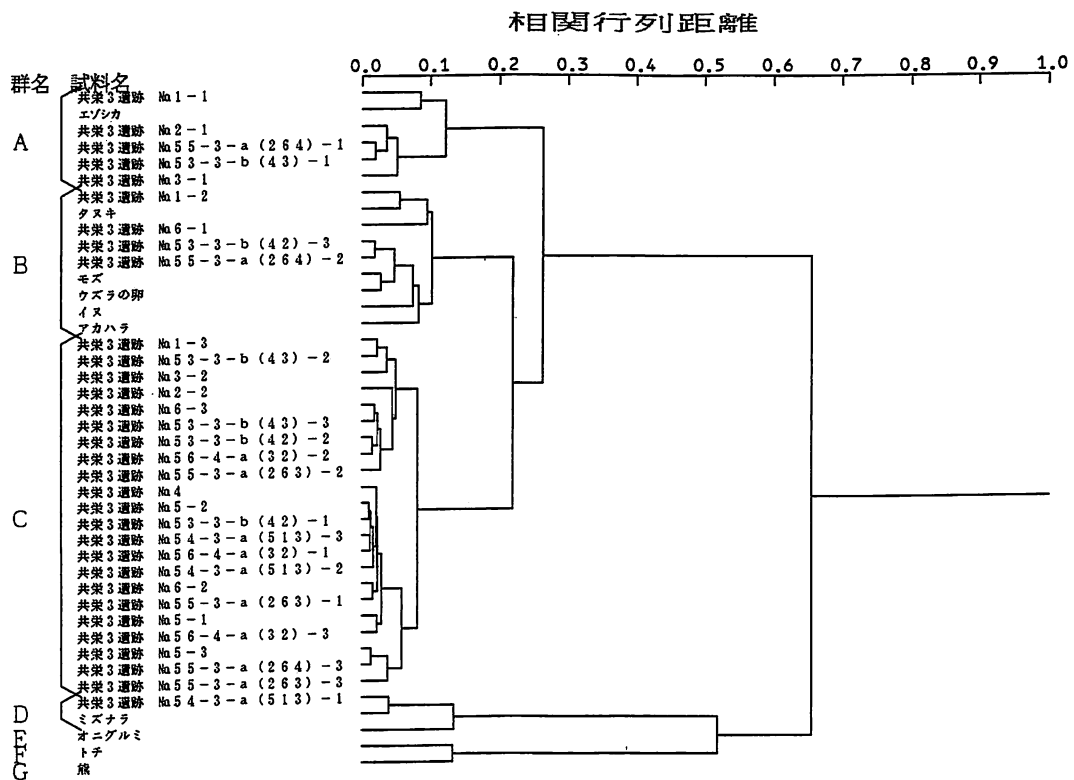 相関行列距離
0.0 0.1 0.2 0.3 0.4 0.5 0.6 0.7 0.8 0.9 1.0
群名 試料名
共栄3遺跡 №1-1
エゾシカ
共栄3遺跡 №2-1
A
共栄3遺跡 №55-3-a(264)-1
共栄3遺跡 №53-3-b(43)-1
共栄3遺跡 №3-1
共栄3遺跡 №1-2
タヌキ
共栄3遺跡 №6-1
共栄3遺跡 №53-3-b(42)-3
B
共栄3遺跡 №55-3-a(264)-2
モズ
ウズラの卵
イヌ
アカハラ
共栄3遺跡 №1-3
共栄3遺跡 №53-3-b(43)-2
共栄3遺跡 №3-2
共栄3遺跡 №2-2
共栄3遺跡 №6-3
共栄3遺跡 №53-3-b(43)-3
共栄3遺跡 №53-3-b(42)-2
共栄3遺跡 №56-4-a(32)-2
共栄3遺跡 №55-3-a(263)-2
共栄3遺跡 №4
共栄3遺跡 №5-2
C
共栄3遺跡 №53-3-b(42)-1
共栄3遺跡 №54-3-a(513)-3
共栄3遺跡 №56-4-a(32)-1
共栄3遺跡 №54-3-a(513)-2
共栄3遺跡 №6-2
共栄3遺跡 №55-3-a(263)-1
共栄3遺跡 №5-1
共栄3遺跡 №56-4-a(32)-3
共栄3遺跡 №5-3
共栄3遺跡 №55-3-a(264)-3
共栄3遺跡 №55-3-a(263)-3
共栄3遺跡 №54-3-a(513)-1
D
ミズナラ
E オニグルミ
F トチ
G 熊